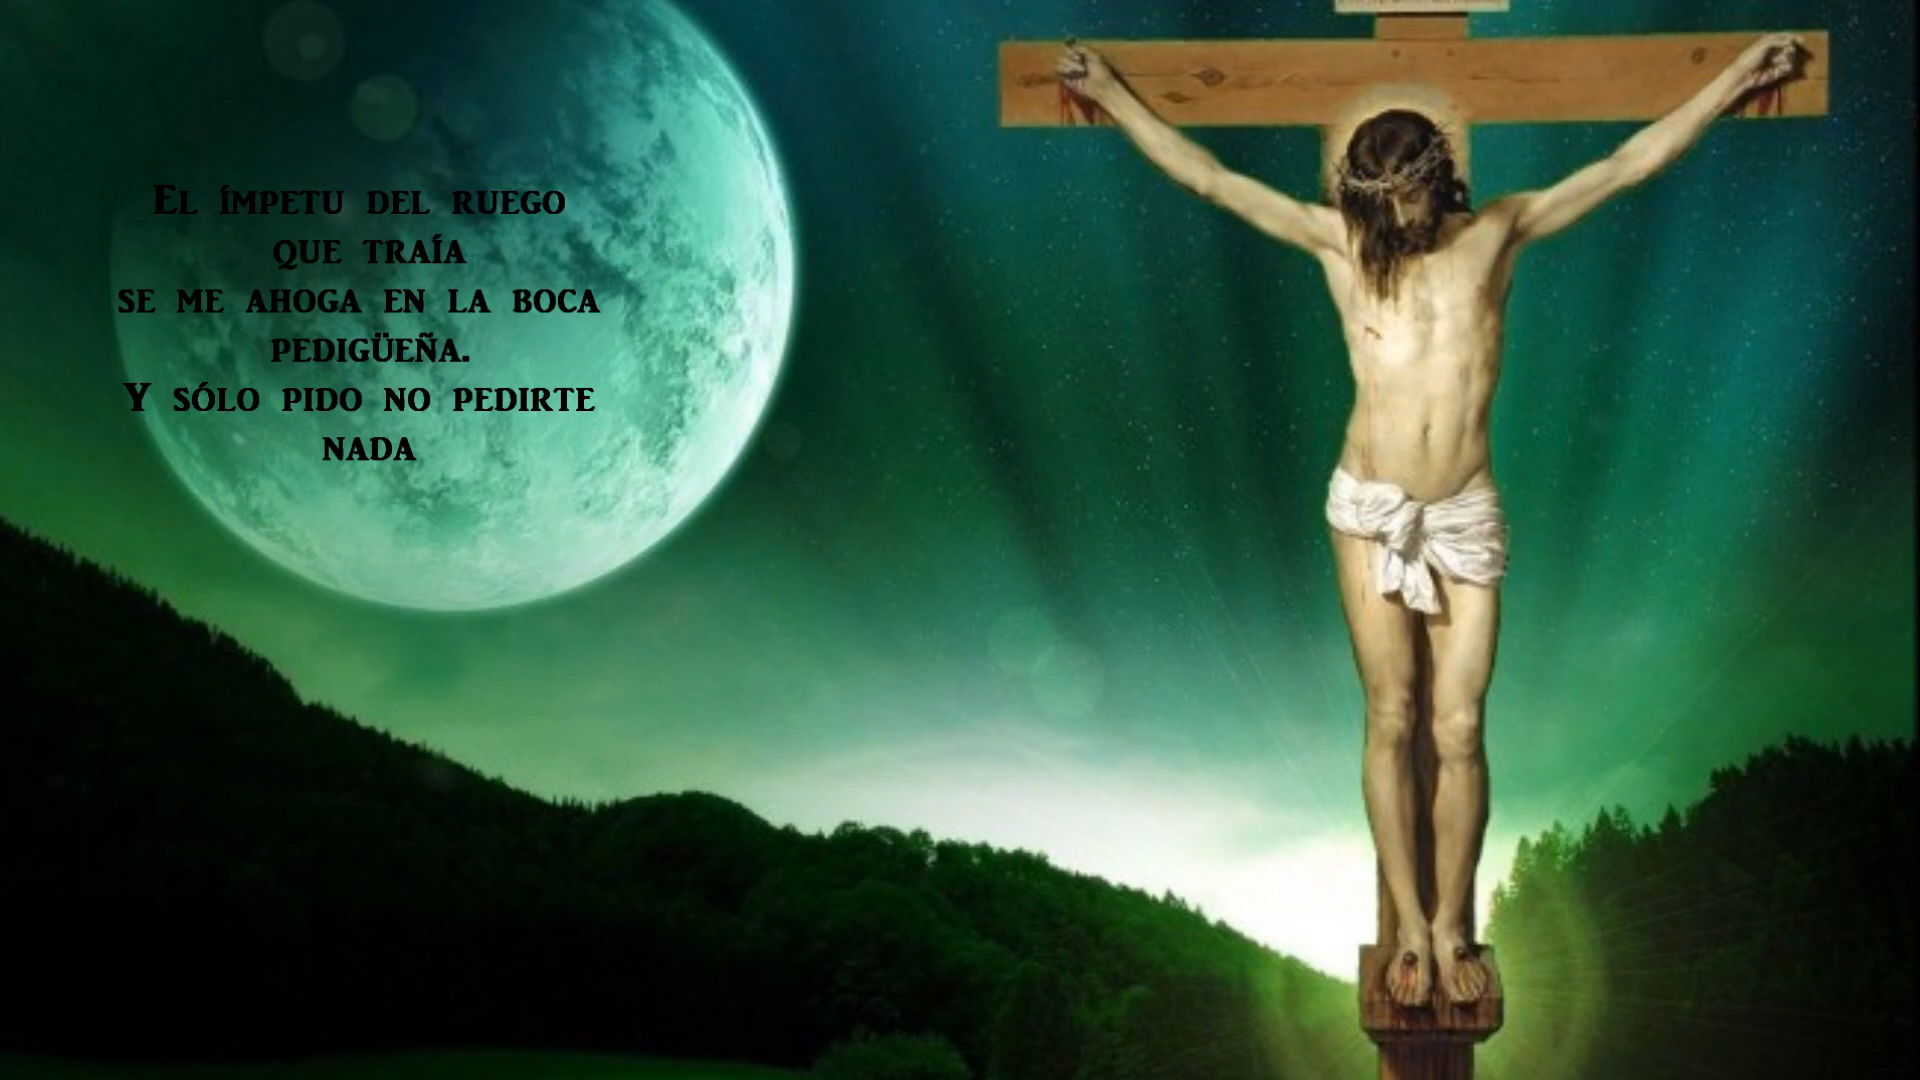 El ímpetu del ruego
que traía
se me ahoga en la boca
pedigüeña.
Y sólo pido no pedirte
nada